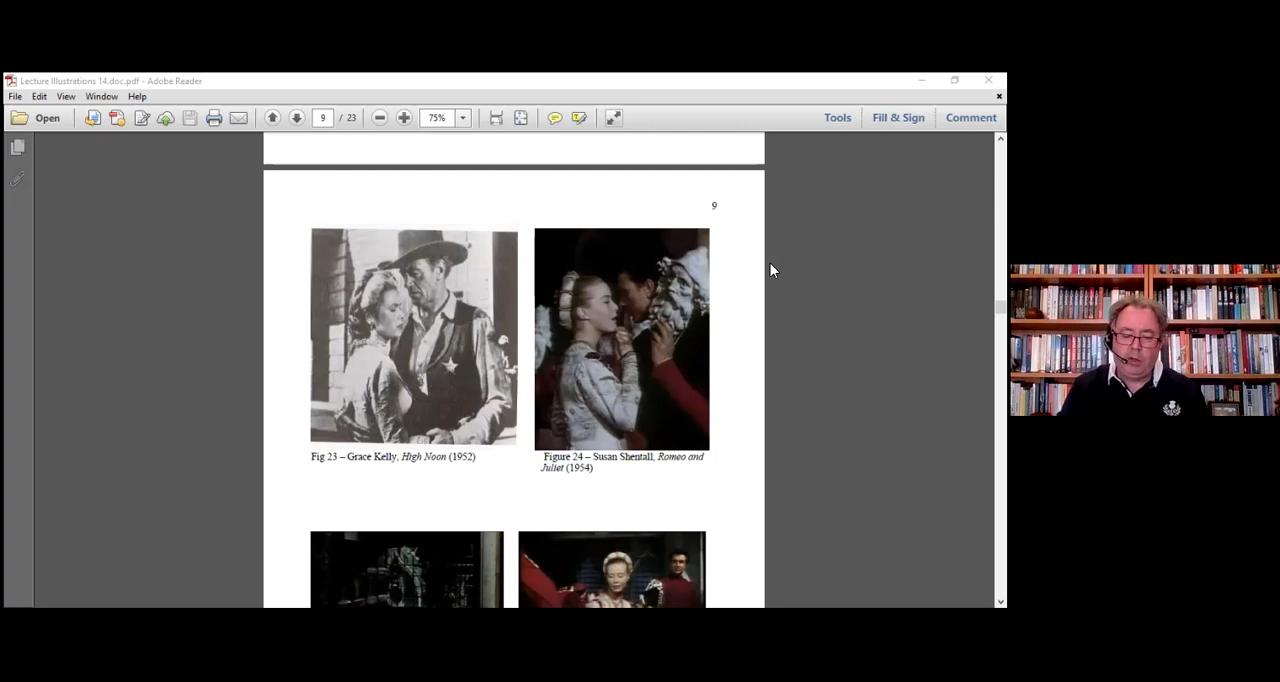 Lecture Illustrations 14.doc.pdf - Adobe Reader
File Edit View Window Help
Open 9 / 23 75% Tools Fill & Sign Comment
9
Fig 23 – Grace Kelly, High Noon (1952)
Figure 24 – Susan Shentall, Romeo and
Juliet (1954)